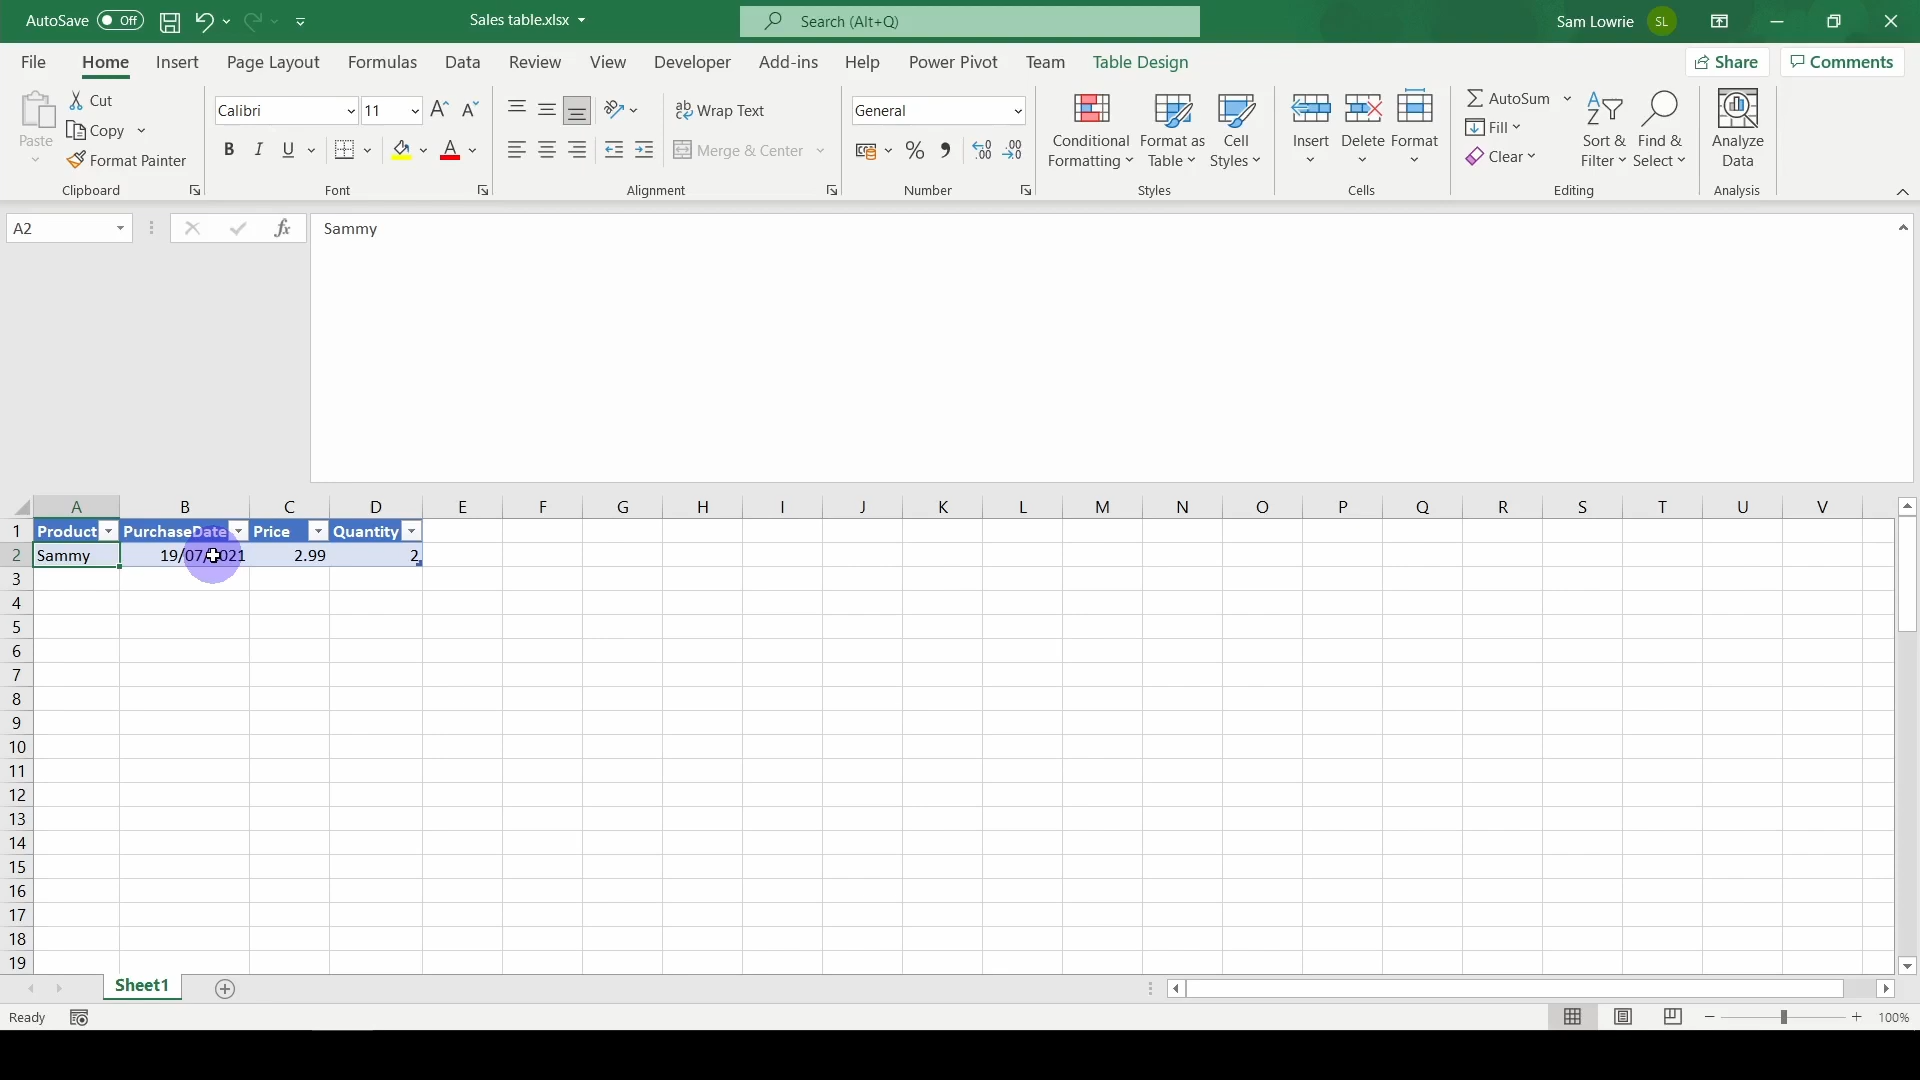 AutoSave Off Sales table.xlsx Search (Alt+Q) Sam Lowrie SL
File Home Insert Page Layout Formulas Data Review View Developer Add-ins Help Power Pivot Team Table Design Share Comments
Paste
Cut
Copy
Format Painter
Clipboard
Calibri 11 A A
B I U A
Font
Wrap Text
Merge & Center
Alignment
General
% , .00 .00
Number
Conditional Formatting
Format as Table
Cell Styles
Styles
Insert Delete Format
Cells
AutoSum
Fill
Clear
Sort & Filter
Find & Select
Editing
Analyze Data
Analysis
A2 fx Sammy
A B C D E F G H I J K L M N O P Q R S T U V
1 Product PurchaseDate Price Quantity
2 Sammy 19/07/2021 2.99 2
3
4
5
6
7
8
9
10
11
12
13
14
15
16
17
18
19
Sheet1
Ready 100%